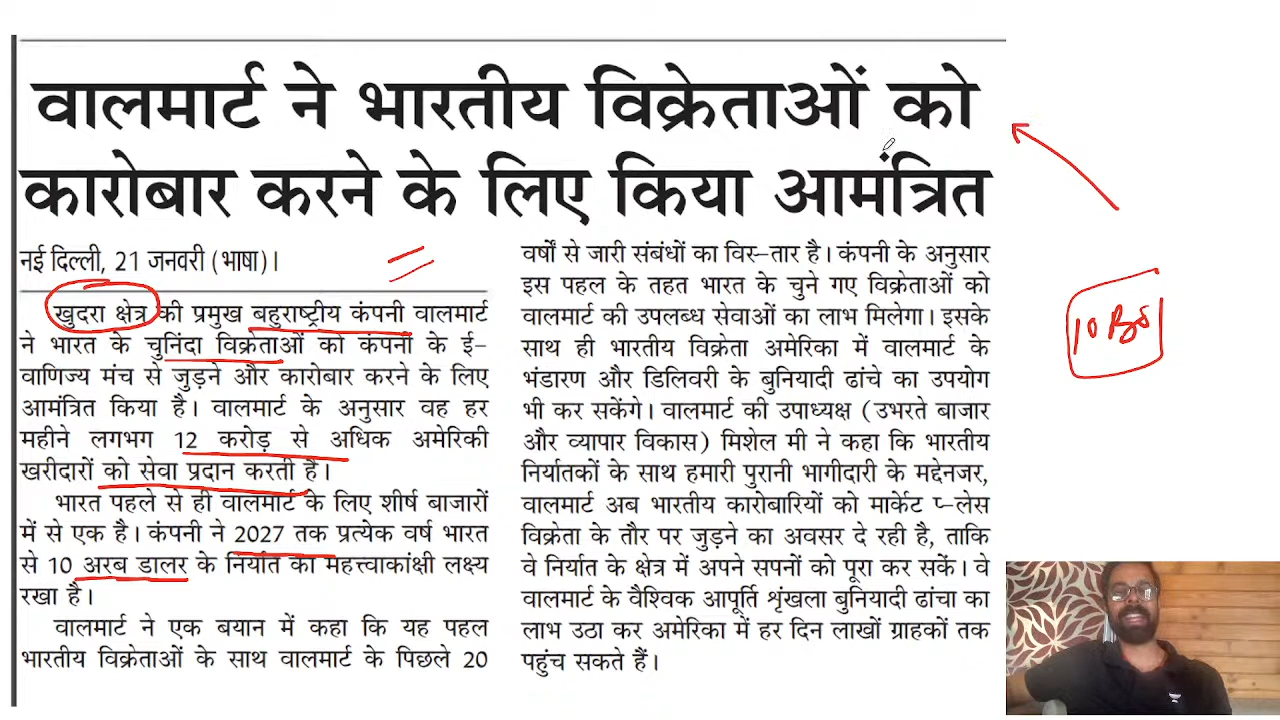 वालमार्ट ने भारतीय विक्रेताओं को
कारोबार करने के लिए किया आमंत्रित
नई दिल्ली, 21 जनवरी (भाषा)।
खुदरा क्षेत्र की प्रमुख बहुराष्ट्रीय कंपनी वालमार्ट
ने भारत के चुनिंदा विक्रेताओं को कंपनी के ई-
वाणिज्य मंच से जुड़ने और कारोबार करने के लिए
आमंत्रित किया है। वालमार्ट के अनुसार वह हर
महीने लगभग 12 करोड़ से अधिक अमेरिकी
खरीदारों को सेवा प्रदान करती है।
भारत पहले से ही वालमार्ट के लिए शीर्ष बाजारों
में से एक है। कंपनी ने 2027 तक प्रत्येक वर्ष भारत
से 10 अरब डालर के निर्यात का महत्त्वाकांक्षी लक्ष्य
रखा है।
वालमार्ट ने एक बयान में कहा कि यह पहल
भारतीय विक्रेताओं के साथ वालमार्ट के पिछले 20
वर्षों से जारी संबंधों का विस-तार है। कंपनी के अनुसार
इस पहल के तहत भारत के चुने गए विक्रेताओं को
वालमार्ट की उपलब्ध सेवाओं का लाभ मिलेगा। इसके
साथ ही भारतीय विक्रेता अमेरिका में वालमार्ट के
भंडारण और डिलिवरी के बुनियादी ढांचे का उपयोग
भी कर सकेंगे। वालमार्ट की उपाध्यक्ष (उभरते बाजार
और व्यापार विकास) मिशेल मी ने कहा कि भारतीय
निर्यातकों के साथ हमारी पुरानी भागीदारी के मद्देनजर,
वालमार्ट अब भारतीय कारोबारियों को मार्केट प-लेस
विक्रेता के तौर पर जुड़ने का अवसर दे रही है, ताकि
वे निर्यात के क्षेत्र में अपने सपनों को पूरा कर सकें। वे
वालमार्ट के वैश्विक आपूर्ति शृंखला बुनियादी ढांचा का
लाभ उठा कर अमेरिका में हर दिन लाखों ग्राहकों तक
पहुंच सकते हैं।
10